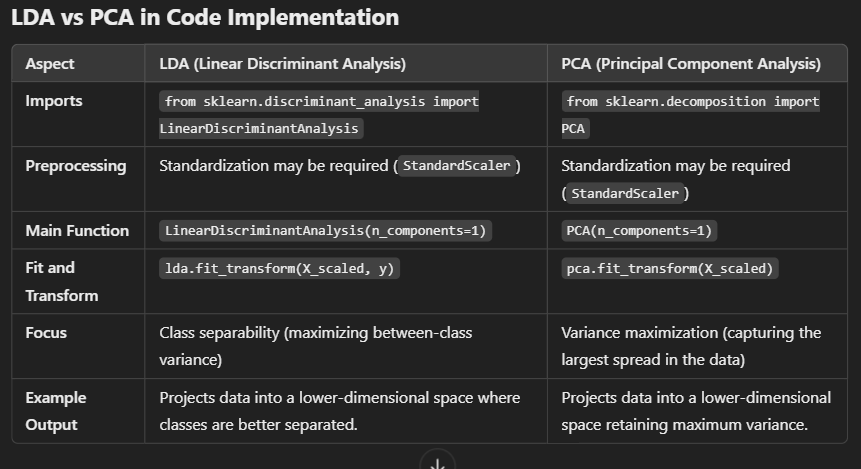 LDA vs PCA in Code Implementation
Aspect
LDA (Linear Discriminant Analysis)
PCA (Principal Component Analysis)
Imports
from sklearn.discriminant_analysis import
LinearDiscriminantAnalysis
from sklearn.decomposition import
PCA
Preprocessing
Standardization may be required (StandardScaler)
Standardization may be required
(StandardScaler)
Main Function
LinearDiscriminantAnalysis(n_components=1)
PCA(n_components=1)
Fit and
Transform
lda.fit_transform(X_scaled, y)
pca.fit_transform(X_scaled)
Focus
Class separability (maximizing between-class
variance)
Variance maximization (capturing the
largest spread in the data)
Example
Output
Projects data into a lower-dimensional space where
classes are better separated.
Projects data into a lower-dimensional
space retaining maximum variance.